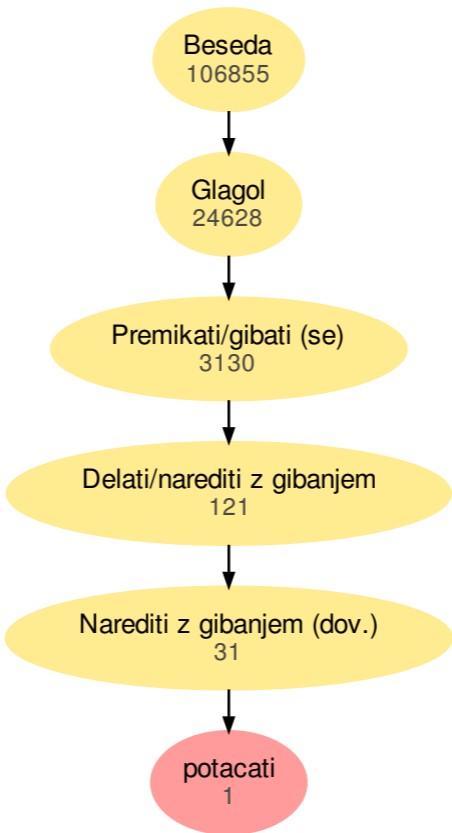 Beseda
106855
Glagol
24628
Premikati/gibati (se)
3130
Delati/narediti z gibanjem
121
Narediti z gibanjem (dov.)
31
potacati
1